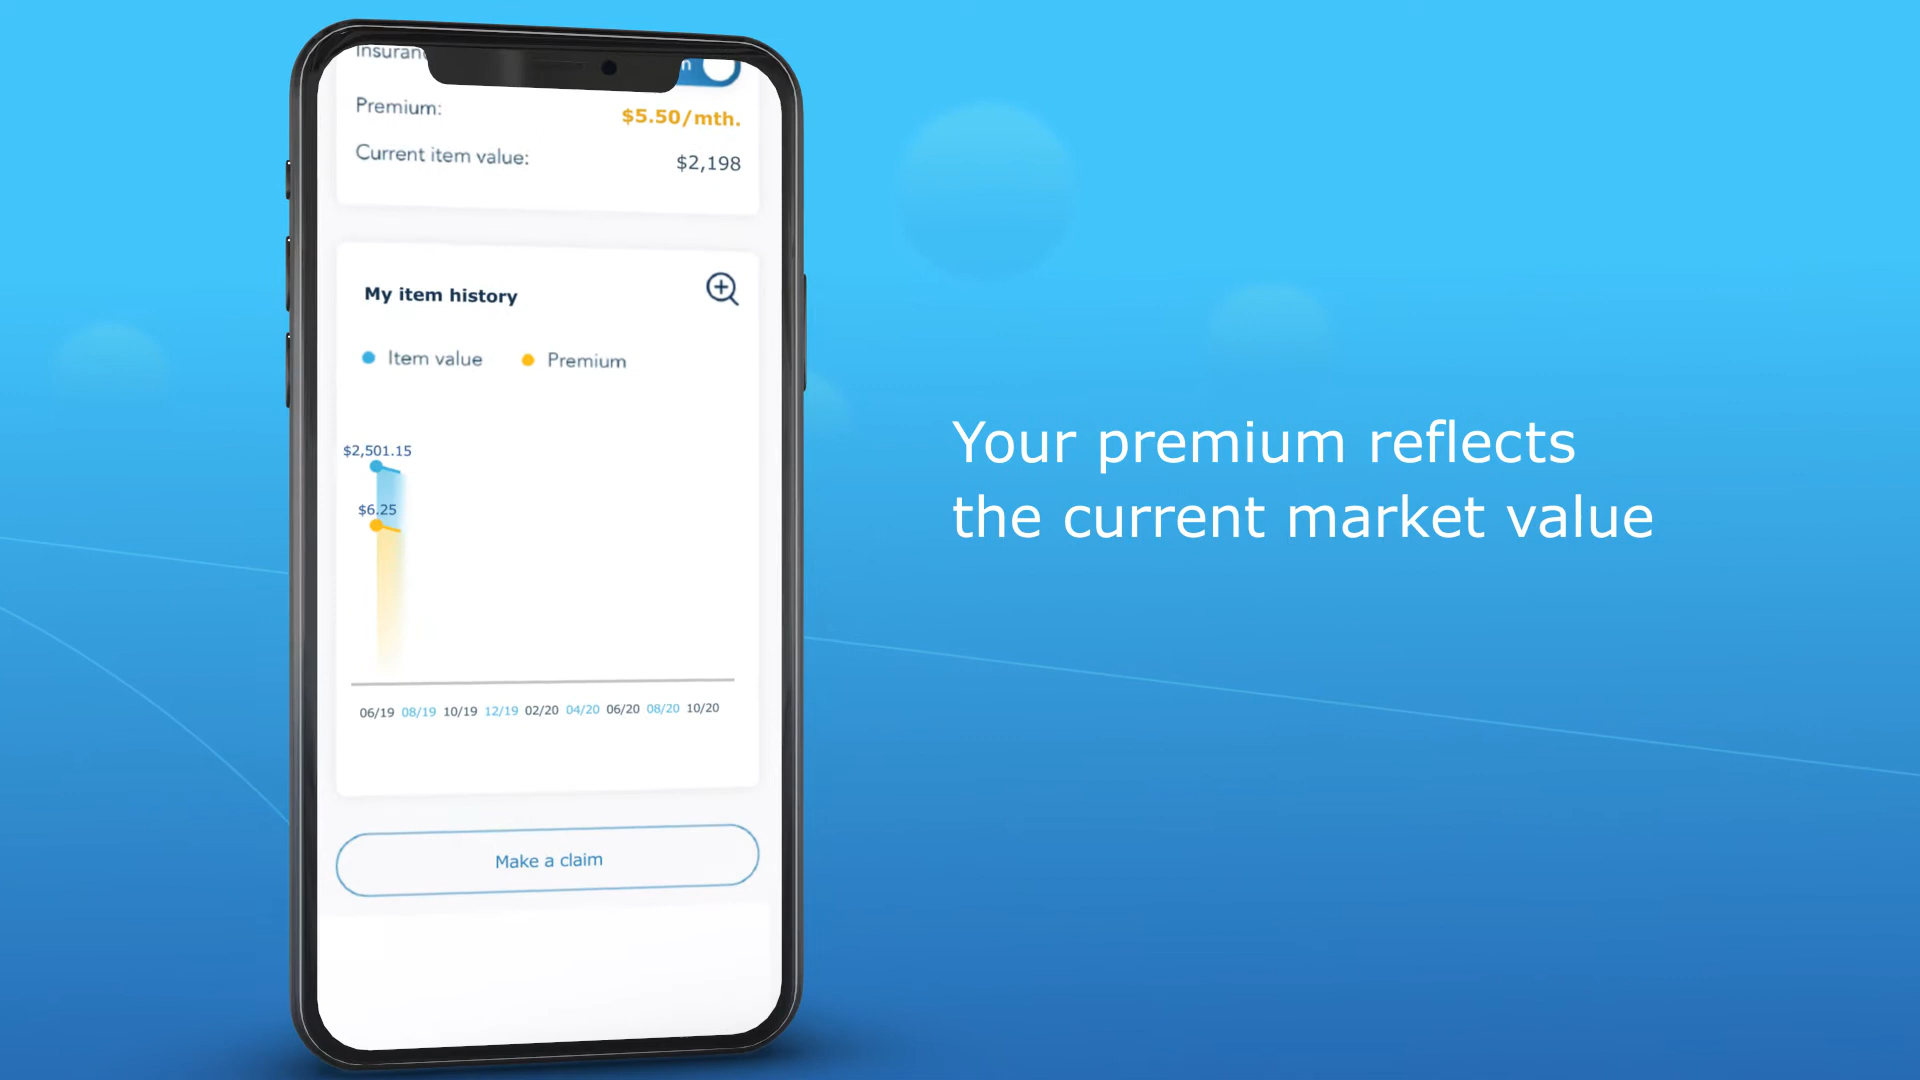 Premium:
$5.50/mth.
Current item value:
$2,198
My item history
Item value
Premium
$2,501.15
$6.25
06/19 08/19 10/19 12/19 02/20 04/20 06/20 08/20 10/20
Make a claim
Your premium reflects
the current market value